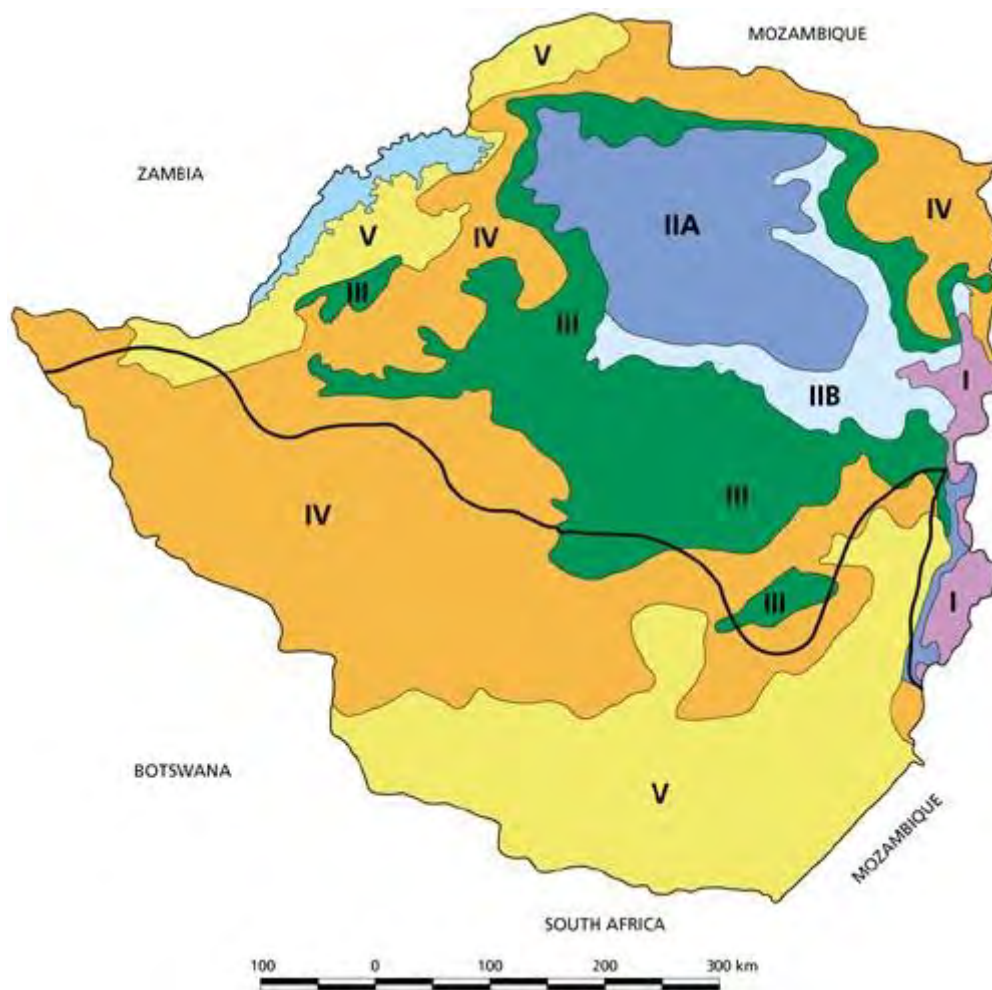 MOZAMBIQUE
V
ZAMBIA
IIA
IV
V
IV
III
III
I
IIB
III
IV
III
I
BOTSWANA
V
MOZAMBIQUE
SOUTH AFRICA
100 0 100 200 300 km